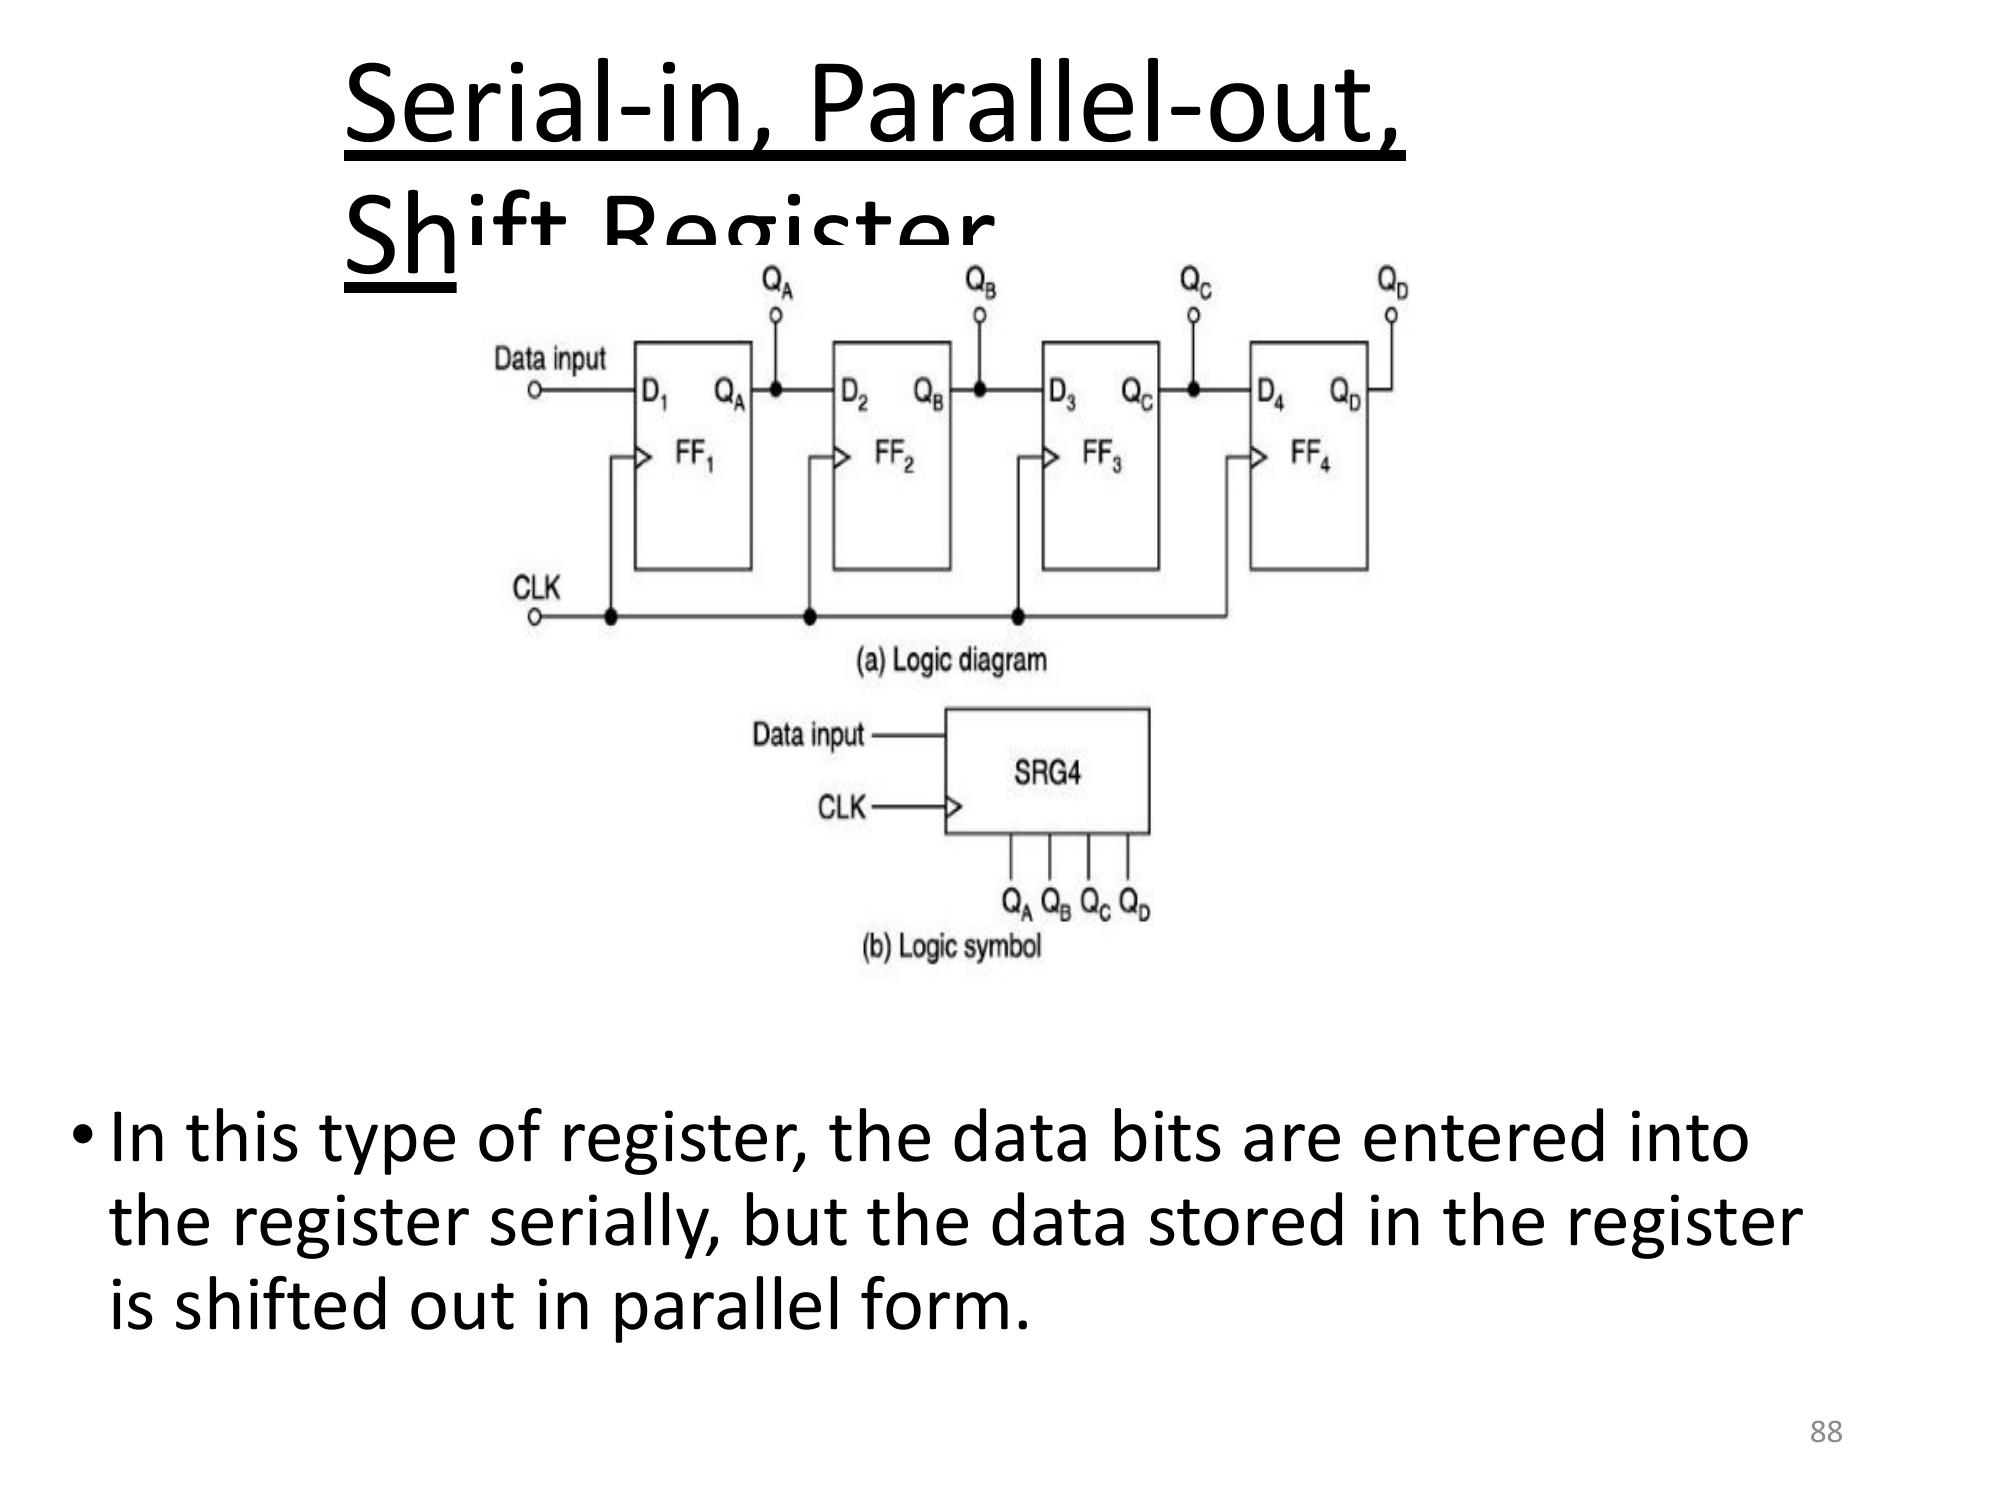 Serial-in, Parallel-out,
Shift Register
Q_A Q_B Q_C Q_D
Data input
D_1 Q_A D_2 Q_B D_3 Q_C D_4 Q_D
FF_1 FF_2 FF_3 FF_4
CLK
(a) Logic diagram
Data input
SRG4
CLK
Q_A Q_B Q_C Q_D
(b) Logic symbol
• In this type of register, the data bits are entered into
the register serially, but the data stored in the register
is shifted out in parallel form.
88